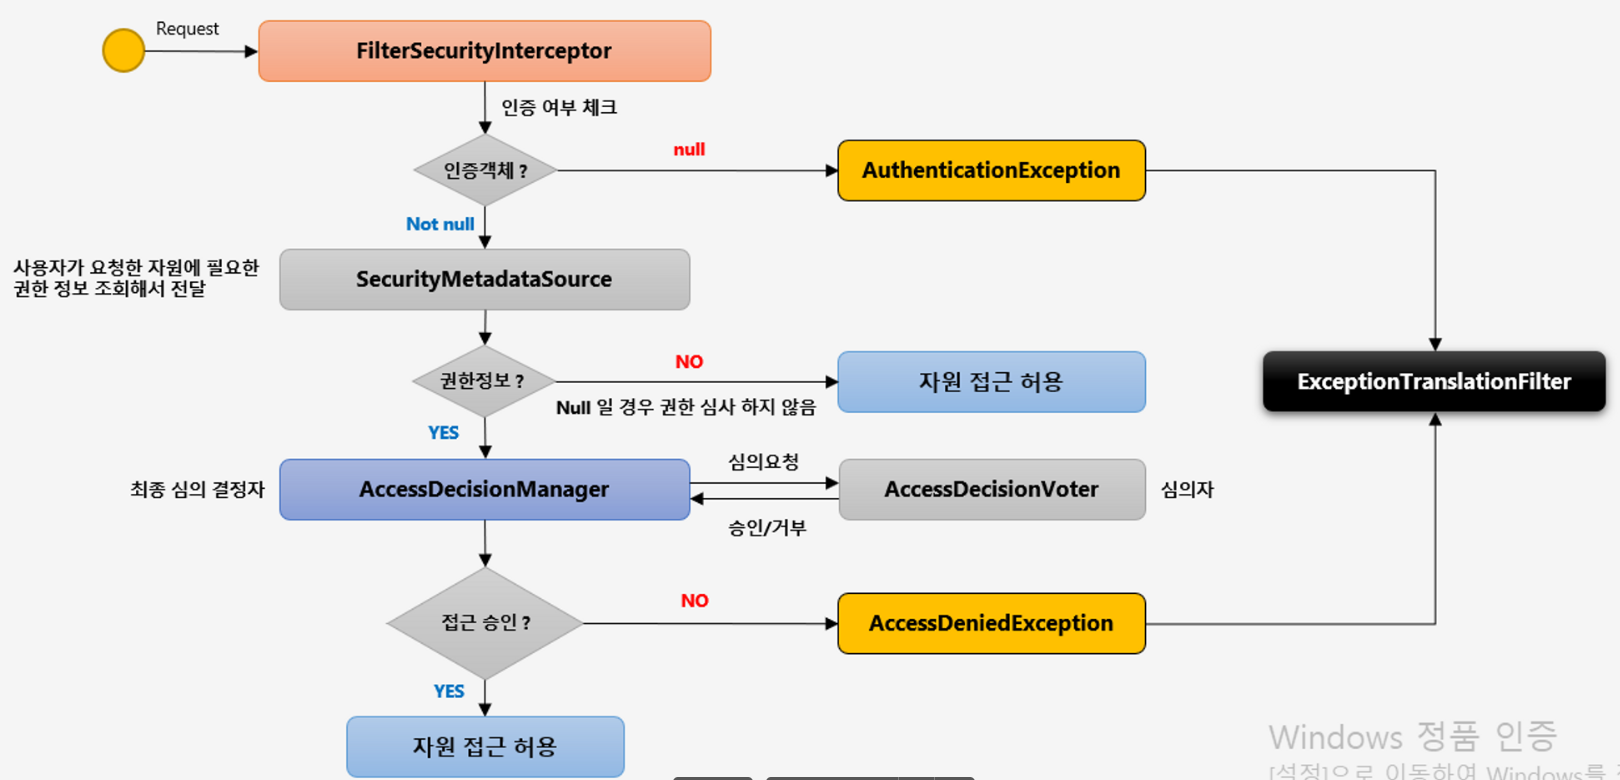 Request
FilterSecurityInterceptor
인증 여부 체크
인증객체 ?
null
AuthenticationException
Not null
사용자가 요청한 자원에 필요한
권한 정보 조회해서 전달
SecurityMetadataSource
권한정보 ?
NO
Null 일 경우 권한 심사 하지 않음
자원 접근 허용
ExceptionTranslationFilter
YES
최종 심의 결정자
AccessDecisionManager
심의요청
승인/거부
AccessDecisionVoter
심의자
접근 승인 ?
NO
AccessDeniedException
YES
자원 접근 허용
Windows 정품 인증
[설정]으로 이동하여 Windows를